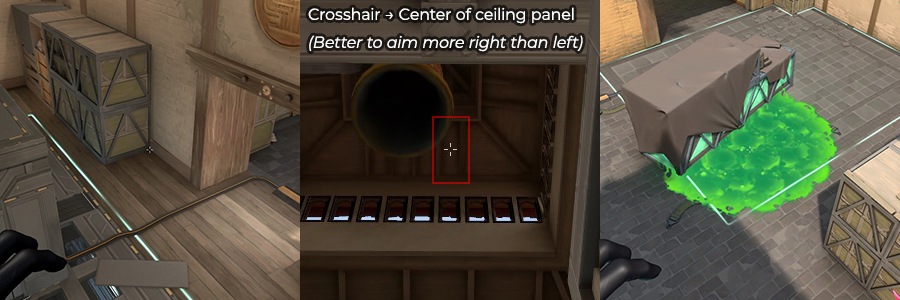 Crosshair → Center of ceiling panel
(Better to aim more right than left)